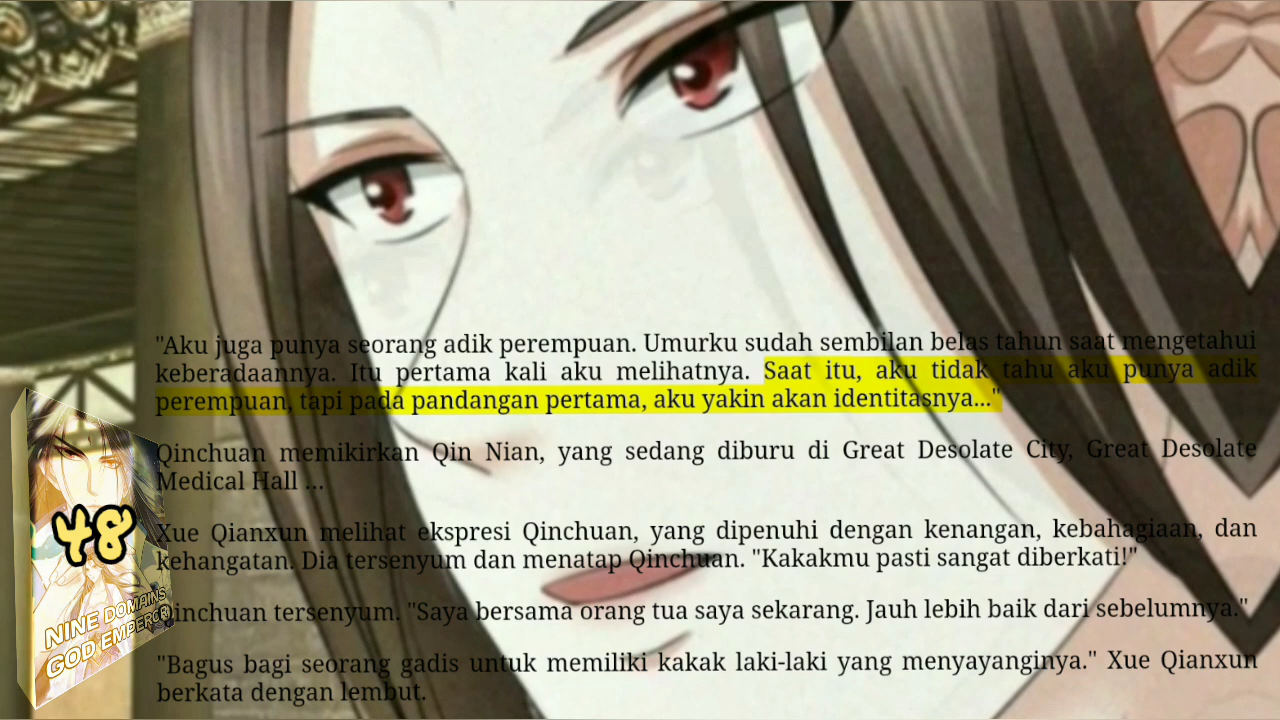 "Aku juga punya seorang adik perempuan. Umurku sudah sembilan belas tahun saat mengetahui
keberadaannya. Itu pertama kali aku melihatnya. Saat itu, aku tidak tahu aku punya adik
perempuan, tapi pada pandangan pertama, aku yakin akan identitasnya..."
Qinchuan memikirkan Qin Nian, yang sedang diburu di Great Desolate City, Great Desolate
Medical Hall ...
Xue Qianxun melihat ekspresi Qinchuan, yang dipenuhi dengan kenangan, kebahagiaan, dan
kehangatan. Dia tersenyum dan menatap Qinchuan. "Kakakmu pasti sangat diberkati!"
Qinchuan tersenyum. "Saya bersama orang tua saya sekarang. Jauh lebih baik dari sebelumnya."
"Bagus bagi seorang gadis untuk memiliki kakak laki-laki yang menyayanginya." Xue Qianxun
berkata dengan lembut.
48
NINE DOMAINS
GOD EMPEROR